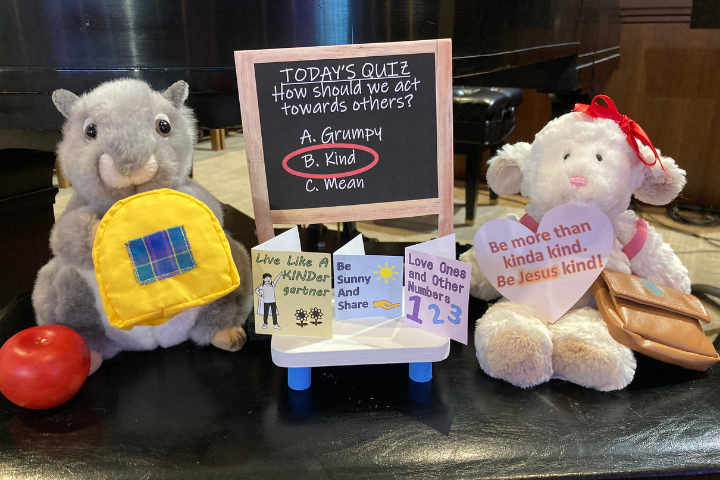 TODAY'S QUIZ
How should we act
towards others?
A. Grumpy
B. Kind
C. Mean
Live Like A
KINDer
gartner
Be
Sunny
And
Share
Love Ones
and Other
Numbers
123
Be more than
kinda kind.
Be Jesus kind!